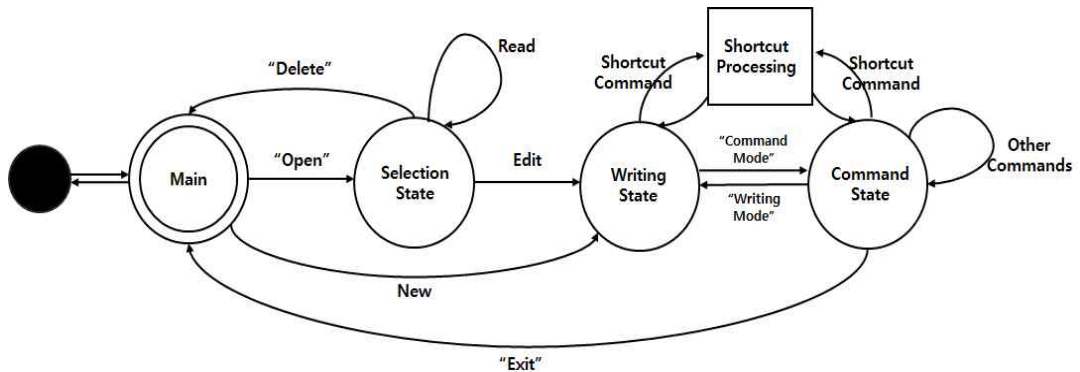 Read
“Delete”
Shortcut
Processing
Shortcut
Command
Shortcut
Command
“Open”
Edit
“Command
Mode”
Other
Commands
Main
Selection
State
Writing
State
Command
State
“Writing
Mode”
New
“Exit”